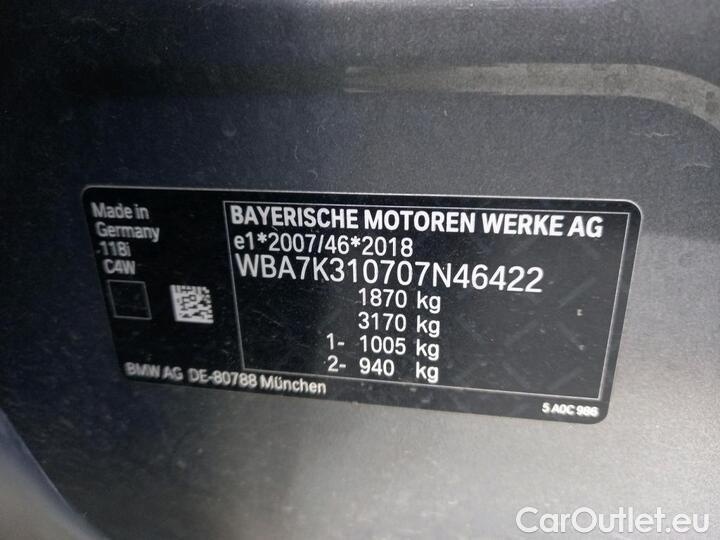 Made in
Germany
118i
C4W
BAYERISCHE MOTOREN WERKE AG
e1*2007/46*2018
WBA7K310707N46422
1870 kg
3170 kg
1- 1005 kg
2- 940 kg
BMW AG DE-80788 München
5 A0C 986
CarOutlet.eu